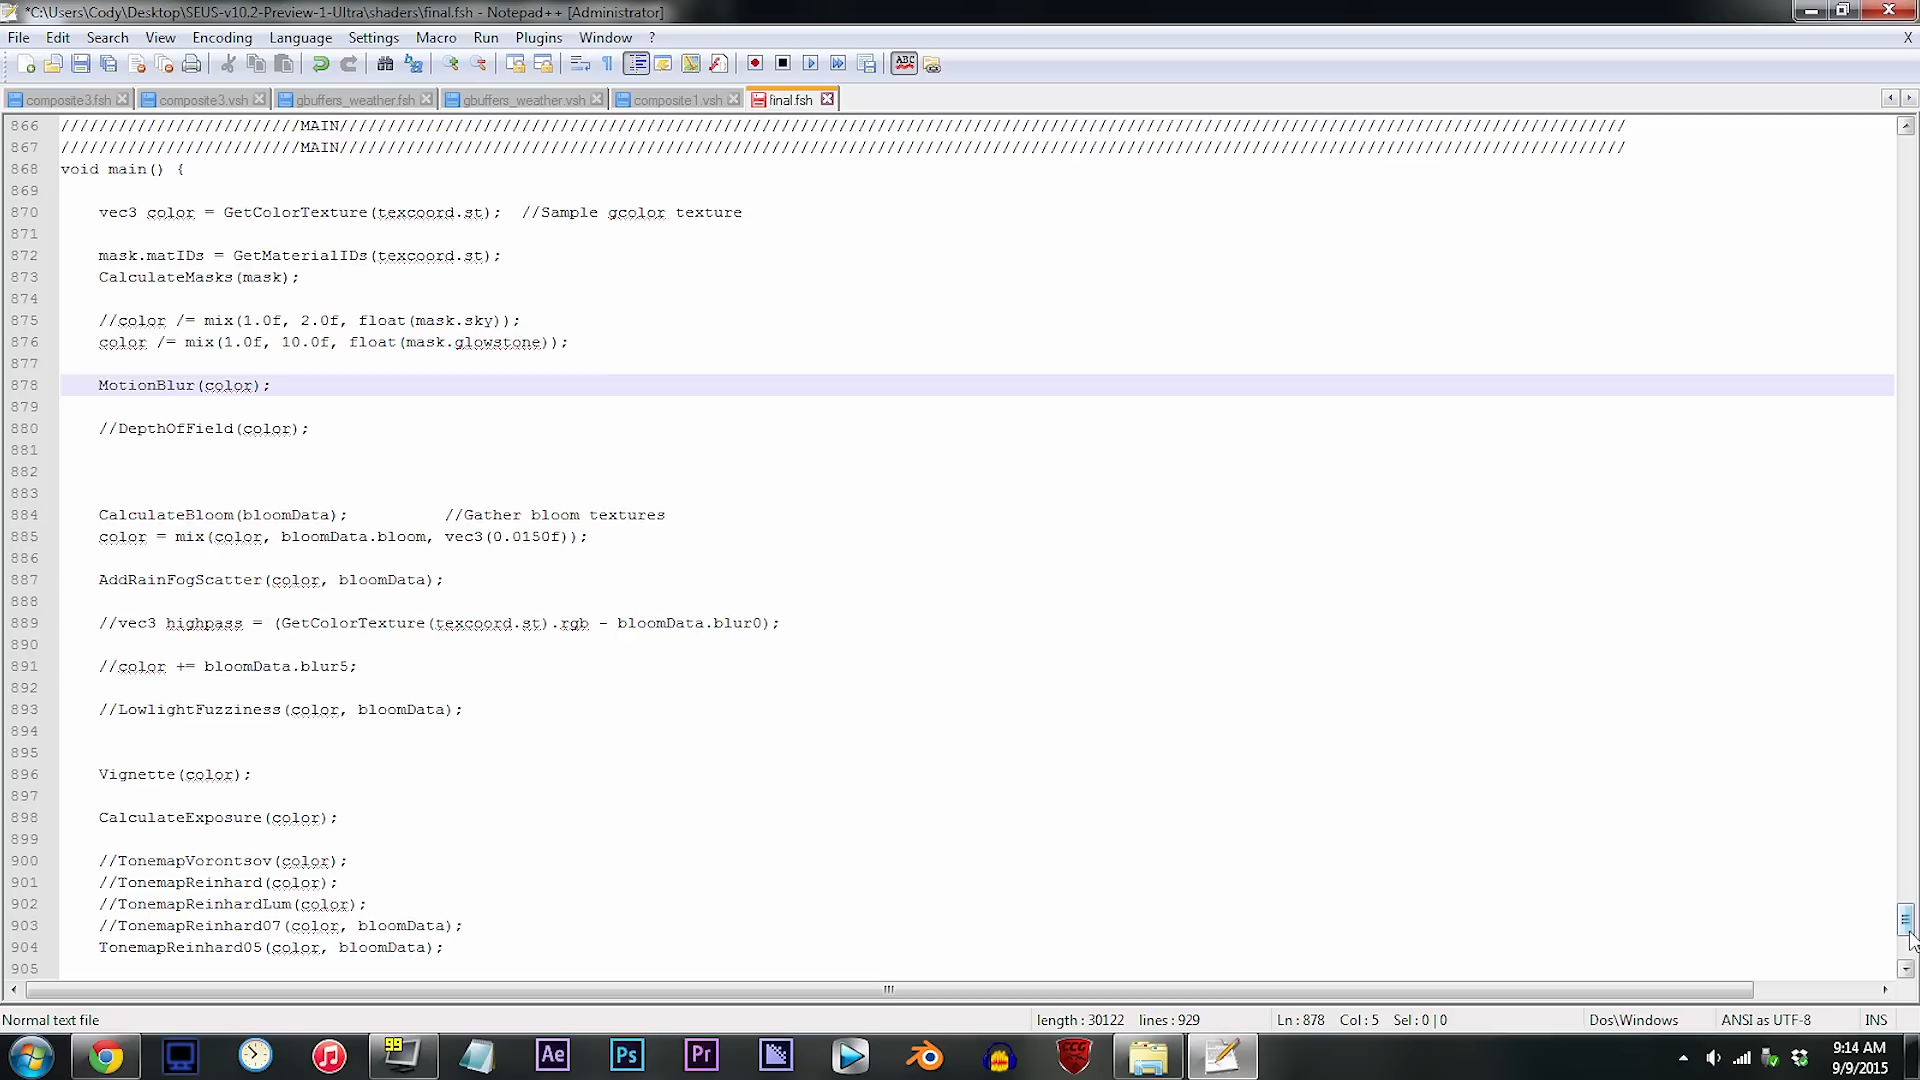 *C:\Users\Cody\Desktop\SEUS-v10.2-Preview-1-Ultra\shaders\final.fsh - Notepad++ [Administrator]
File Edit Search View Encoding Language Settings Macro Run Plugins Window ? X
composite3.fsh composite3.vsh gbuffers_weather.fsh gbuffers_weather.vsh composite1.vsh final.fsh
866 /////////////////////////MAIN//////////////////////////////////////////////////////////////////////////////////////////////////////////////////////////////////////
867 /////////////////////////MAIN//////////////////////////////////////////////////////////////////////////////////////////////////////////////////////////////////////
868 void main() {
869
870 vec3 color = GetColorTexture(texcoord.st); //Sample gcolor texture
871
872 mask.matIDs = GetMaterialIDs(texcoord.st);
873 CalculateMasks(mask);
874
875 //color /= mix(1.0f, 2.0f, float(mask.sky));
876 color /= mix(1.0f, 10.0f, float(mask.glowstone));
877
878 MotionBlur(color);
879
880 //DepthOfField(color);
881
882
883
884 CalculateBloom(bloomData); //Gather bloom textures
885 color = mix(color, bloomData.bloom, vec3(0.0150f));
886
887 AddRainFogScatter(color, bloomData);
888
889 //vec3 highpass = (GetColorTexture(texcoord.st).rgb - bloomData.blur0);
890
891 //color += bloomData.blur5;
892
893 //LowlightFuzziness(color, bloomData);
894
895
896 Vignette(color);
897
898 CalculateExposure(color);
899
900 //TonemapVorontsov(color);
901 //TonemapReinhard(color);
902 //TonemapReinhardLum(color);
903 //TonemapReinhard07(color, bloomData);
904 TonemapReinhard05(color, bloomData);
905
Normal text file length : 30122 lines : 929 Ln : 878 Col : 5 Sel : 0 | 0 Dos\Windows ANSI as UTF-8 INS
99 Ae Ps Pr CCG 9:14 AM
9/9/2015